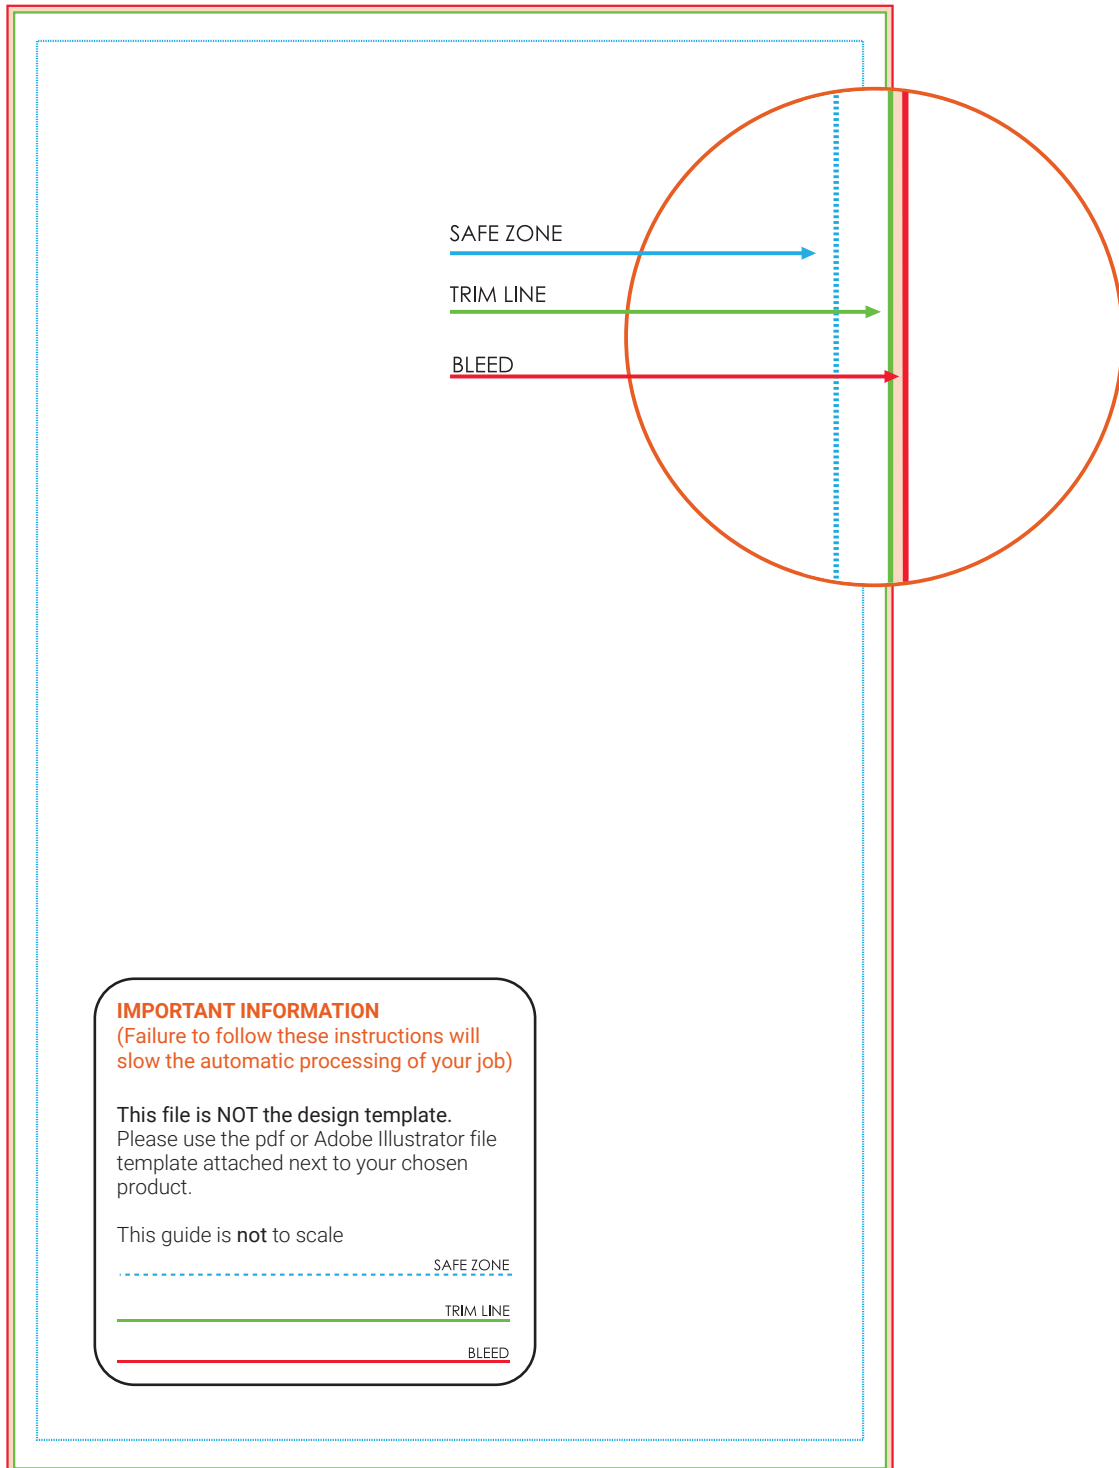 SAFE ZONE
TRIM LINE
BLEED
IMPORTANT INFORMATION
(Failure to follow these instructions will
slow the automatic processing of your job)
This file is NOT the design template.
Please use the pdf or Adobe Illustrator file
template attached next to your chosen
product.
This guide is not to scale
SAFE ZONE
TRIM LINE
BLEED